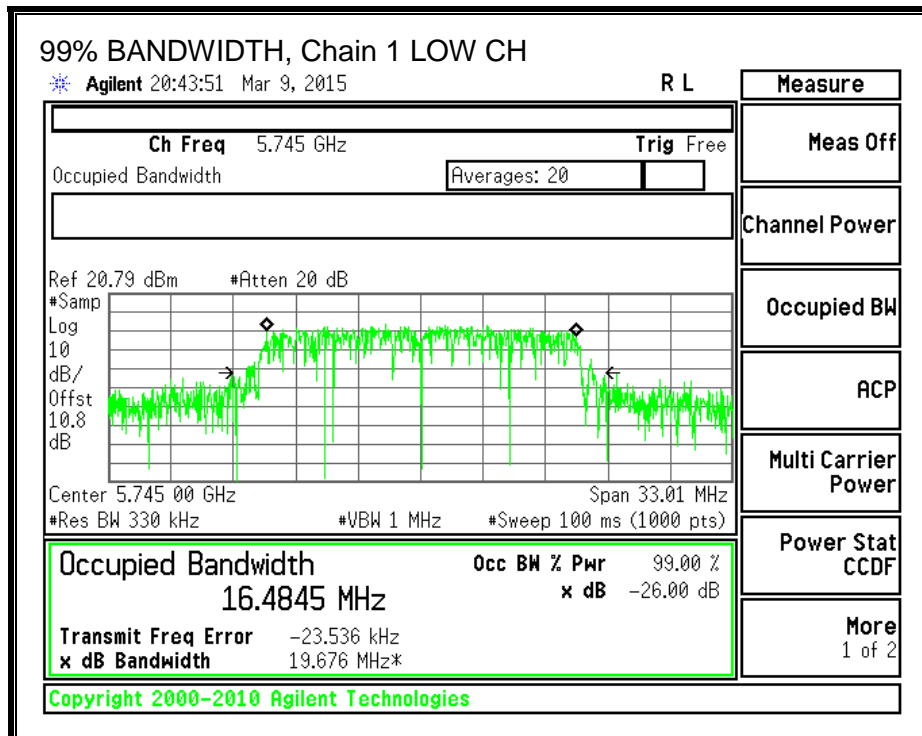 99% BANDWIDTH, Chain 1 LOW CH
Agilent 20:43:51 Mar 9, 2015 R L
Measure
Ch Freq 5.745 GHz Trig Free
Meas Off
Occupied Bandwidth Averages: 20
Channel Power
Ref 20.79 dBm #Atten 20 dB
#Samp
Log
10
dB/
Offst
10.8
dB
Occupied BW
ACP
Center 5.745 00 GHz Span 33.01 MHz
#Res BW 330 kHz #VBW 1 MHz #Sweep 100 ms (1000 pts)
Multi Carrier
Power
Occupied Bandwidth Occ BW % Pwr 99.00 %
16.4845 MHz x dB -26.00 dB
Power Stat
CCDF
Transmit Freq Error -23.536 kHz
x dB Bandwidth 19.676 MHz*
More
1 of 2
Copyright 2000-2010 Agilent Technologies